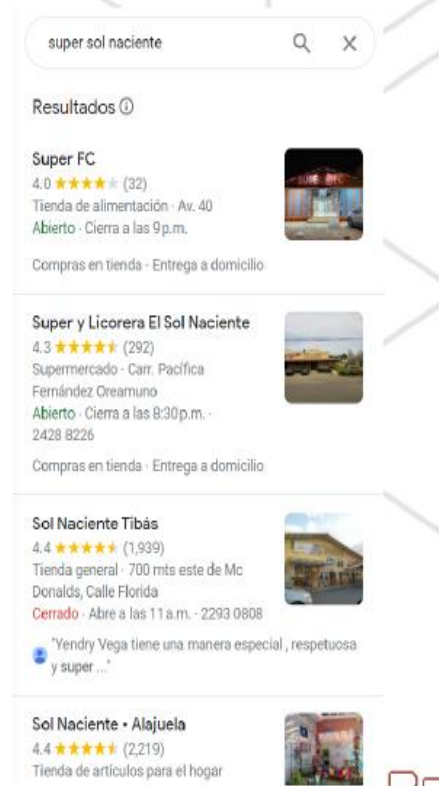 super sol naciente
Resultados
Super FC
4.0 (32)
Tienda de alimentación · Av. 40
Abierto · Cierra a las 9 p.m.
Compras en tienda · Entrega a domicilio
Super y Licorera El Sol Naciente
4.3 (292)
Supermercado · Carr. Pacífica
Fernández Oreamuno
Abierto · Cierra a las 8:30 p.m. ·
2428 8226
Compras en tienda · Entrega a domicilio
Sol Naciente Tibás
4.4 (1,939)
Tienda general · 700 mts este de Mc
Donalds, Calle Florida
Cerrado · Abre a las 11 a.m. · 2293 0808
"Yendry Vega tiene una manera especial , respetuosa
y super ..."
Sol Naciente • Alajuela
4.4 (2,219)
Tienda de artículos para el hogar